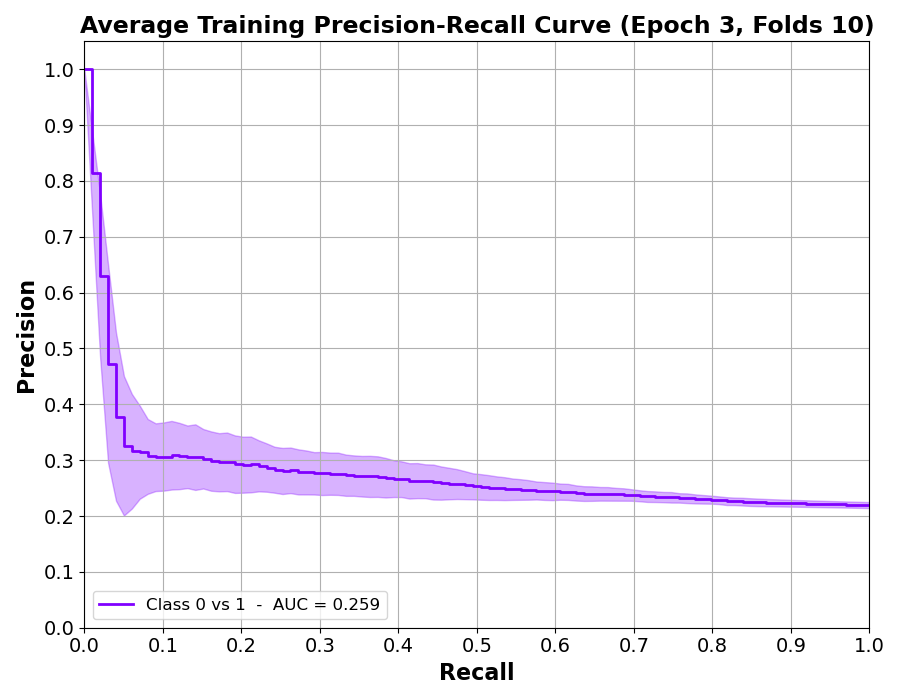 Average Training Precision-Recall Curve (Epoch 3, Folds 10)
Precision
1.0
0.9
0.8
0.7
0.6
0.5
0.4
0.3
0.2
0.1
0.0
Class 0 vs 1  -  AUC = 0.259
0.0 0.1 0.2 0.3 0.4 0.5 0.6 0.7 0.8 0.9 1.0
Recall